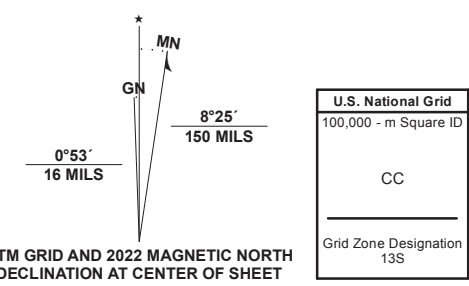 MN
GN
8°25´
150 MILS
0°53´
16 MILS
TM GRID AND 2022 MAGNETIC NORTH
DECLINATION AT CENTER OF SHEET
U.S. National Grid
100,000 - m Square ID
CC
Grid Zone Designation
13S